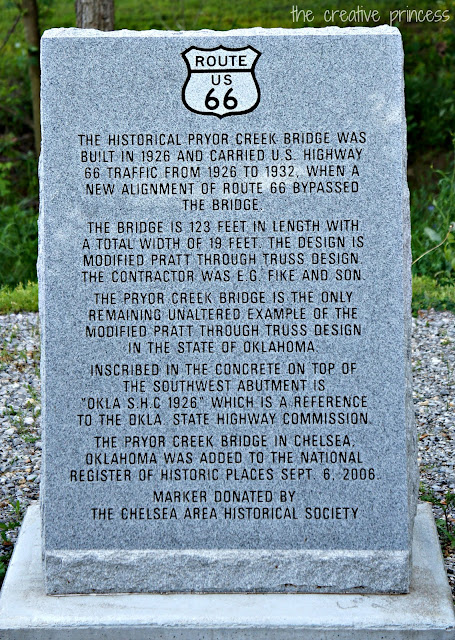 the creative princess
ROUTE
US
66
THE HISTORICAL PRYOR CREEK BRIDGE WAS
BUILT IN 1926 AND CARRIED U.S. HIGHWAY
66 TRAFFIC FROM 1926 TO 1932, WHEN A
NEW ALIGNMENT OF ROUTE 66 BYPASSED
THE BRIDGE.
THE BRIDGE IS 123 FEET IN LENGTH WITH
A TOTAL WIDTH OF 19 FEET. THE DESIGN IS
MODIFIED PRATT THROUGH TRUSS DESIGN.
THE CONTRACTOR WAS E.G. FIKE AND SON.
THE PRYOR CREEK BRIDGE IS THE ONLY
REMAINING UNALTERED EXAMPLE OF THE
MODIFIED PRATT THROUGH TRUSS DESIGN
IN THE STATE OF OKLAHOMA.
INSCRIBED IN THE CONCRETE ON TOP OF
THE SOUTHWEST ABUTMENT IS
"OKLA S.H.C 1926" WHICH IS A REFERENCE
TO THE OKLA. STATE HIGHWAY COMMISSION.
THE PRYOR CREEK BRIDGE IN CHELSEA,
OKLAHOMA WAS ADDED TO THE NATIONAL
REGISTER OF HISTORIC PLACES SEPT. 6, 2006.
MARKER DONATED BY
THE CHELSEA AREA HISTORICAL SOCIETY